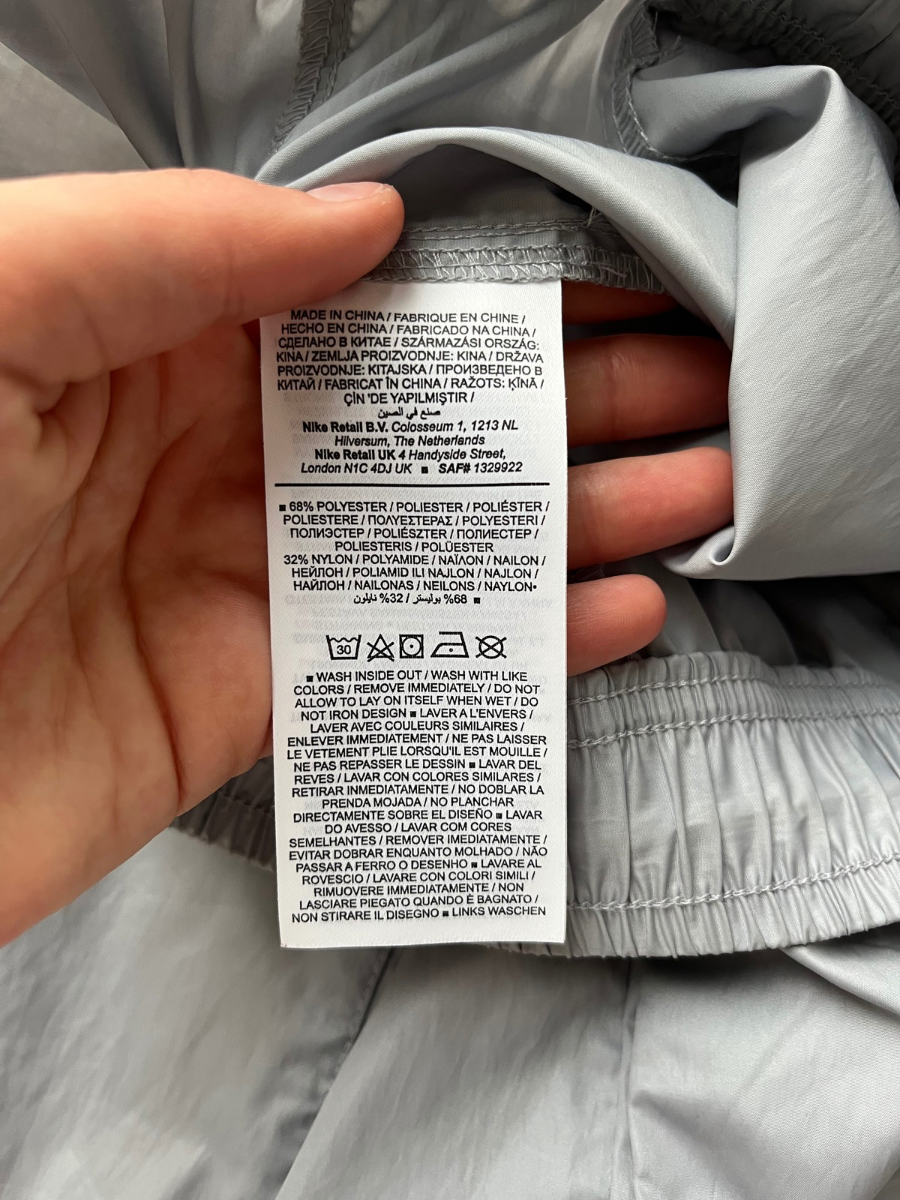 MADE IN CHINA / FABRIQUE EN CHINE /
HECHO EN CHINA / FABRICADO NA CHINA /
СДЕЛАНО В КИТАЕ / SZÁRMAZÁSI ORSZÁG:
KINA / ZEMLJA PROIZVODNJE: KINA / DRŽAVA
PROIZVODNJE: KITAJSKA / ПРОИЗВЕДЕНО В
КИТАЙ / FABRICAT ÎN CHINA / RAŽOTS: ĶĪNĀ /
ÇİN 'DE YAPILMIŞTIR /
صنع في الصين
Nike Retail B.V. Colosseum 1, 1213 NL
Hilversum, The Netherlands
Nike Retail UK 4 Handyside Street,
London N1C 4DJ UK ■ SAF# 1329922
■ 68% POLYESTER / POLIESTER / POLIÉSTER /
POLIESTERE / ΠΟΛΥΕΣΤΕΡΑΣ / POLYESTERI /
ПОЛИЭСТЕР / POLIÉSZTER / ПОЛИЕСТЕР /
POLIESTERIS / POLÜESTER
32% NYLON / POLYAMIDE / ΝΑΪΛΟΝ / NAILON /
НЕЙЛОН / POLIAMID ILI NAJLON / NAJLON /
НАЙЛОН / NAILONAS / NEILONS / NAYLON•
■ 68% بوليستر / 32% نايلون
30
■ WASH INSIDE OUT / WASH WITH LIKE
COLORS / REMOVE IMMEDIATELY / DO NOT
ALLOW TO LAY ON ITSELF WHEN WET / DO
NOT IRON DESIGN ■ LAVER A L'ENVERS /
LAVER AVEC COULEURS SIMILAIRES /
ENLEVER IMMEDIATEMENT / NE PAS LAISSER
LE VETEMENT PLIE LORSQU'IL EST MOUILLE /
NE PAS REPASSER LE DESSIN ■ LAVAR DEL
REVES / LAVAR CON COLORES SIMILARES /
RETIRAR INMEDIATAMENTE / NO DOBLAR LA
PRENDA MOJADA / NO PLANCHAR
DIRECTAMENTE SOBRE EL DISEÑO ■ LAVAR
DO AVESSO / LAVAR COM CORES
SEMELHANTES / REMOVER IMEDIATAMENTE /
EVITAR DOBRAR ENQUANTO MOLHADO / NÃO
PASSAR A FERRO O DESENHO ■ LAVARE AL
ROVESCIO / LAVARE CON COLORI SIMILI /
RIMUOVERE IMMEDIATAMENTE / NON
LASCIARE PIEGATO QUANDO È BAGNATO /
NON STIRARE IL DISEGNO ■ LINKS WASCHEN